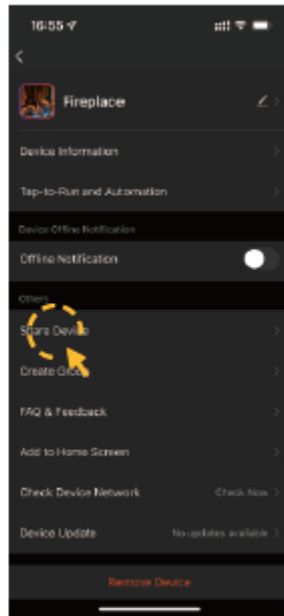 16:55
Fireplace
Device Information
Tap-to-Run and Automation
Device Offline Notification
Offline Notification
Others
Share Device
Create Group
FAQ & Feedback
Add to Home Screen
Check Device Network Check Now
Device Update No updates available
Remove Device